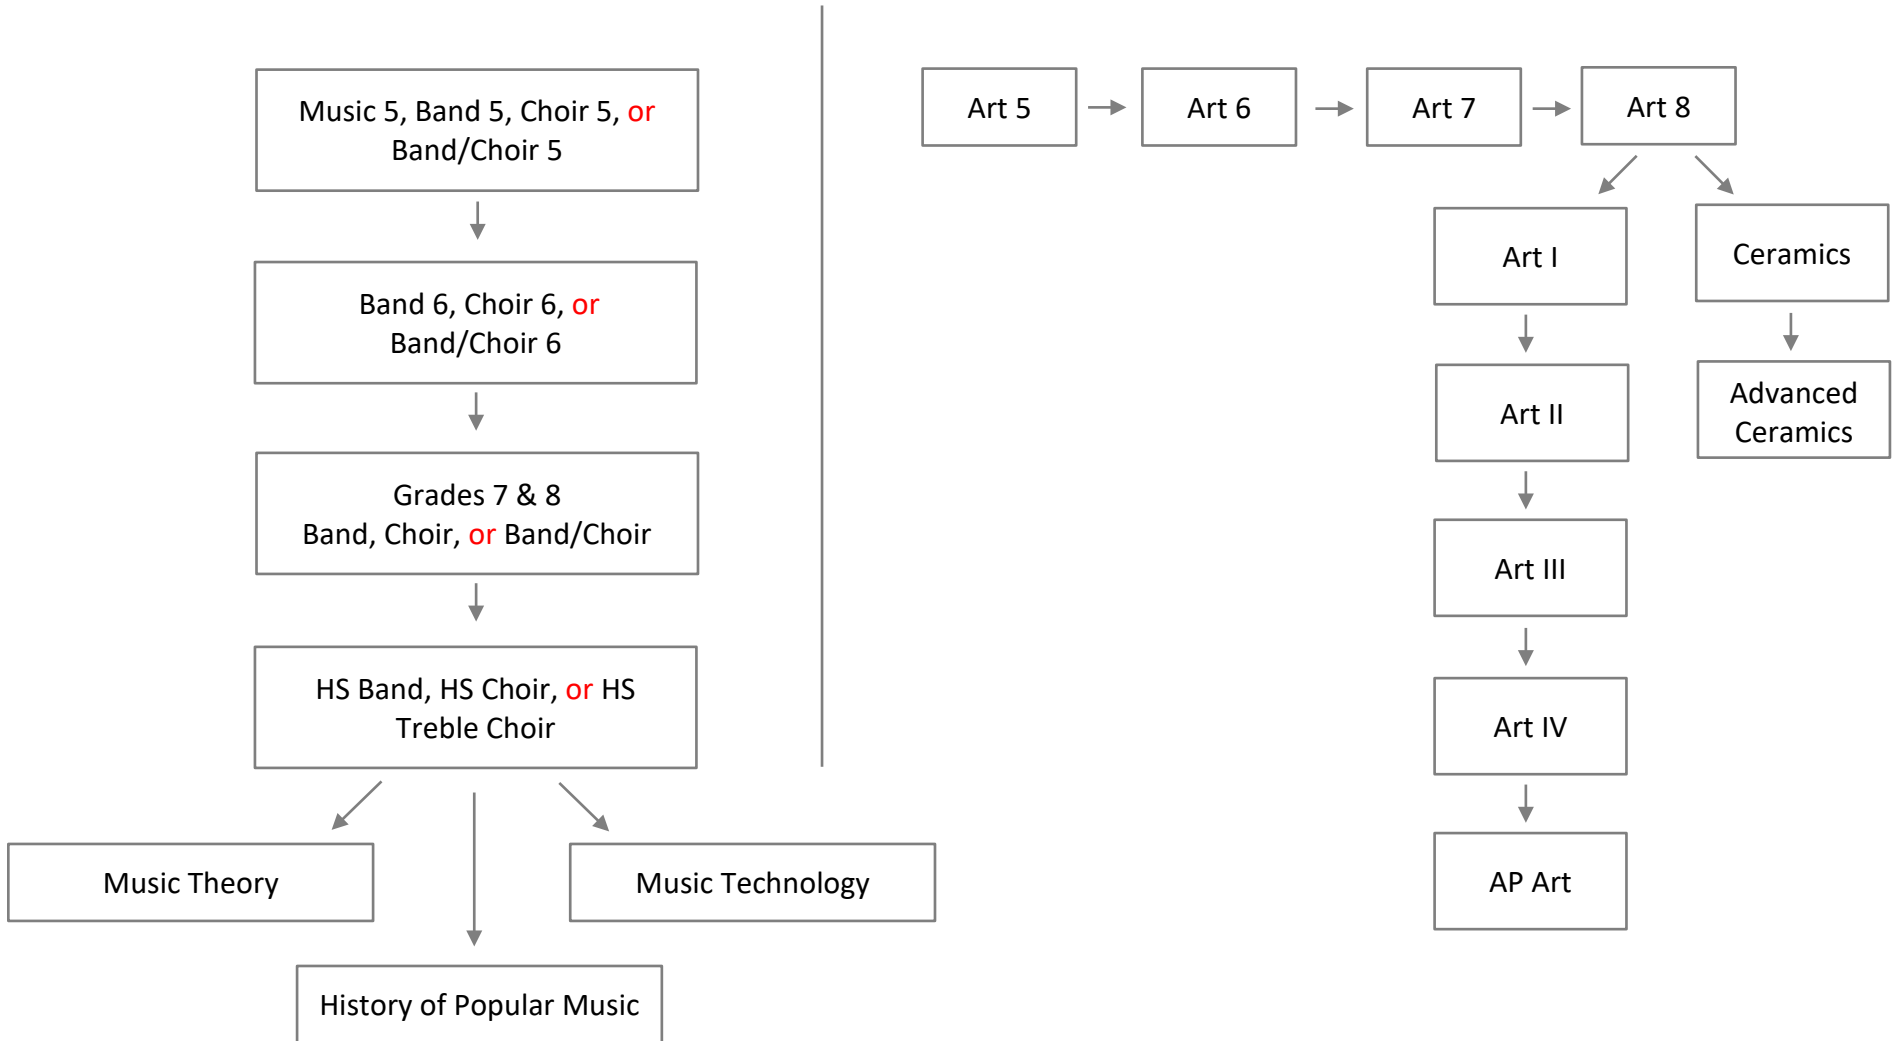 Music 5, Band 5, Choir 5, or
Band/Choir 5
Band 6, Choir 6, or
Band/Choir 6
Grades 7 & 8
Band, Choir, or Band/Choir
HS Band, HS Choir, or HS
Treble Choir
Music Theory
Music Technology
History of Popular Music
Art 5
Art 6
Art 7
Art 8
Art I
Ceramics
Art II
Advanced
Ceramics
Art III
Art IV
AP Art